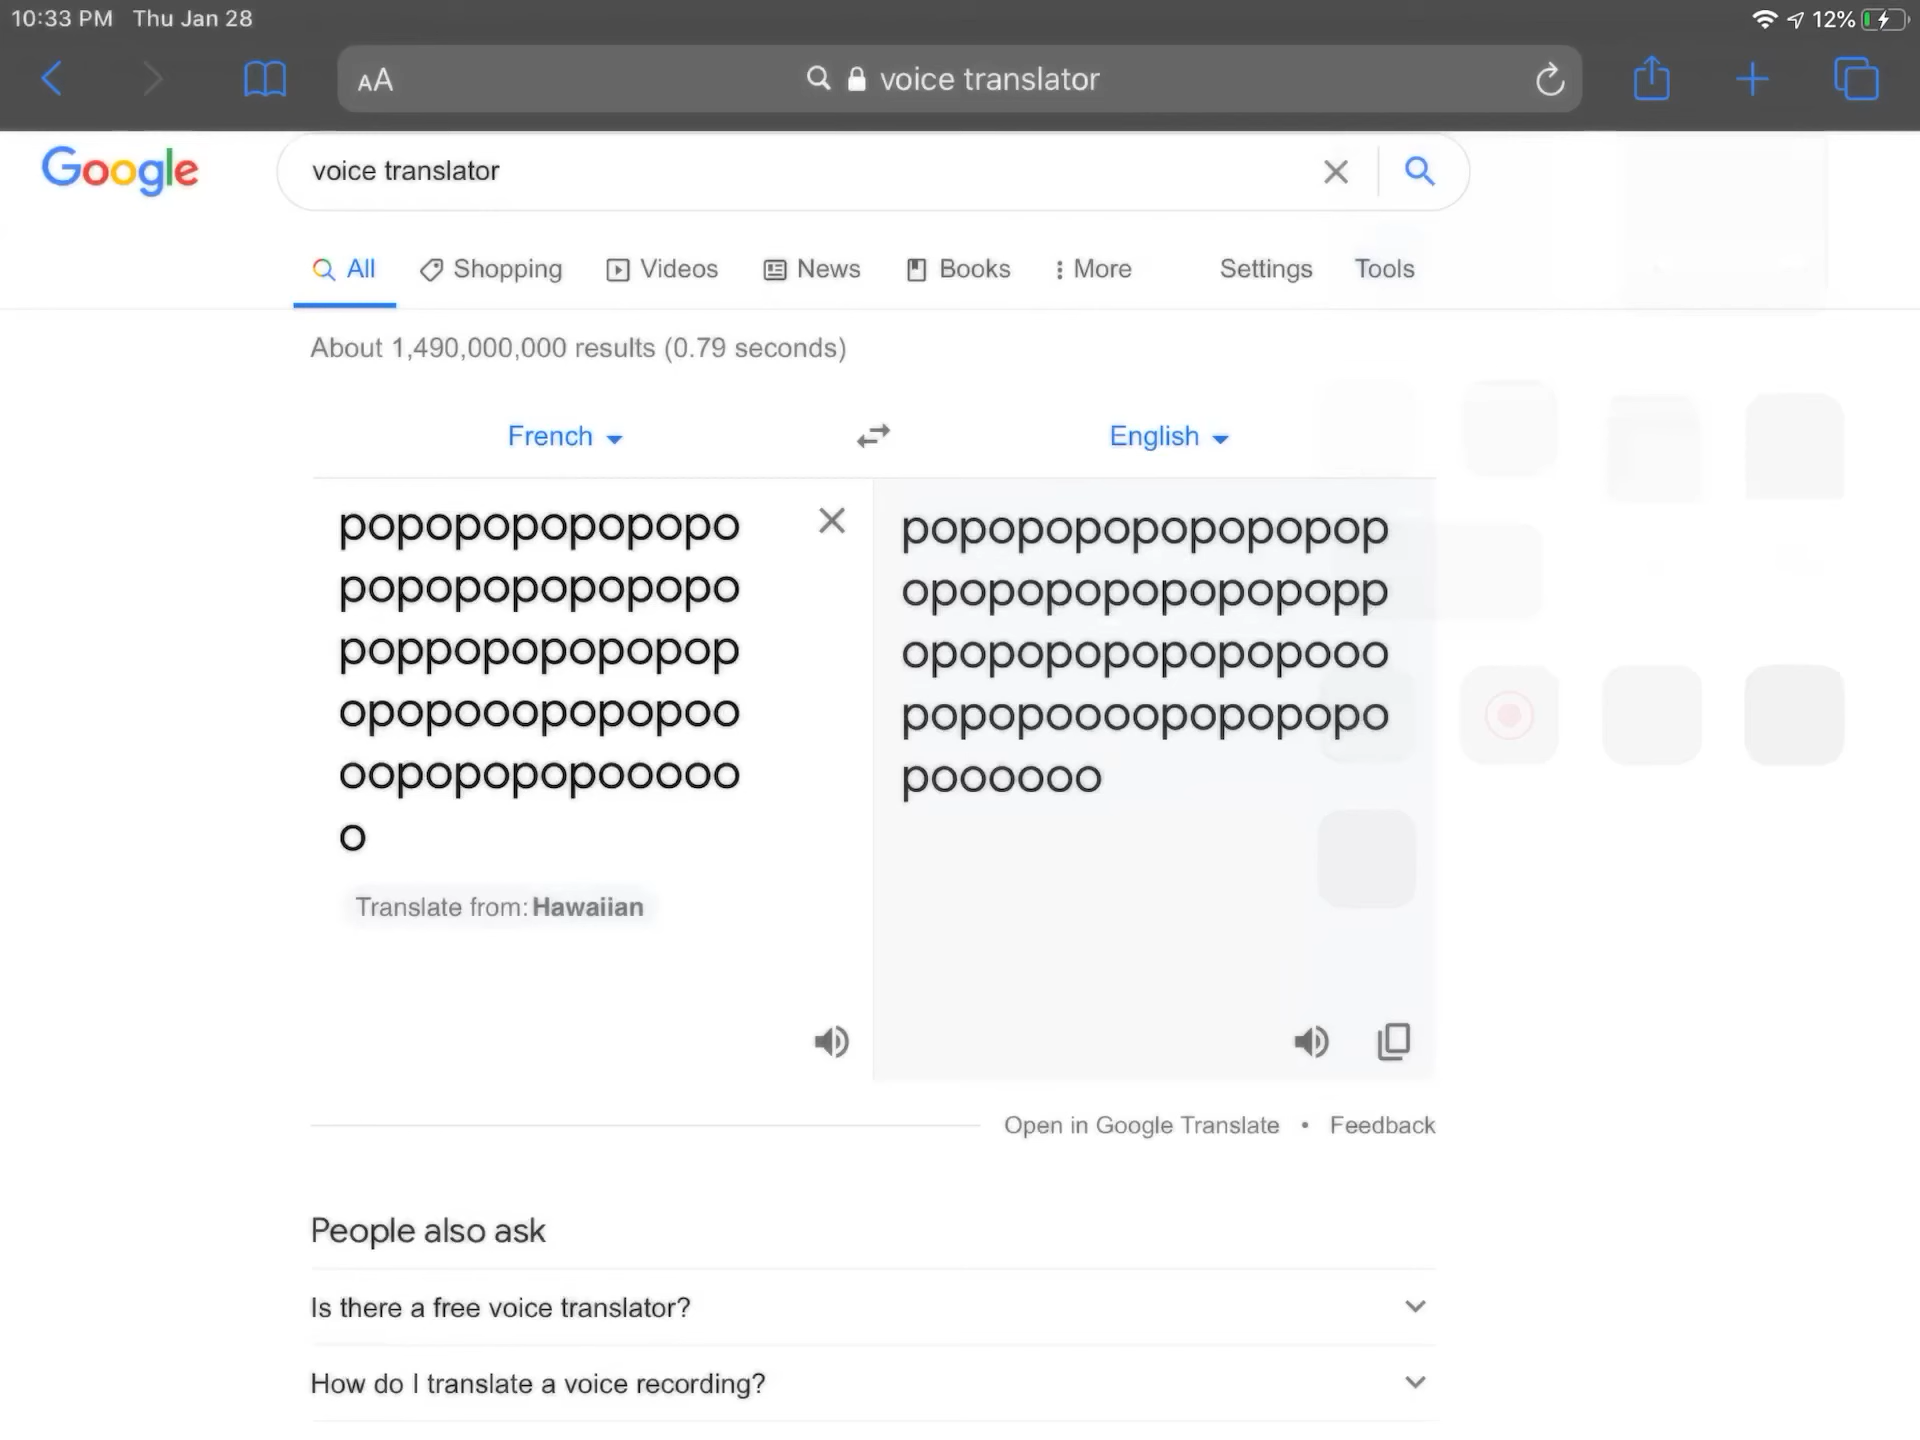 10:33 PM Thu Jan 28
12%
AA
voice translator
Google
voice translator
All Shopping Videos News Books More Settings Tools
About 1,490,000,000 results (0.79 seconds)
French English
popopopopopopo
popopopopopopo
poppopopopopop
opopooopopopoo
oopopopopooooo
o
Translate from: Hawaiian
popopopopopopopop
opopopopopopopopp
opopopopopopopooo
popopoooopopopopo
poooooo
Open in Google Translate • Feedback
People also ask
Is there a free voice translator?
How do I translate a voice recording?